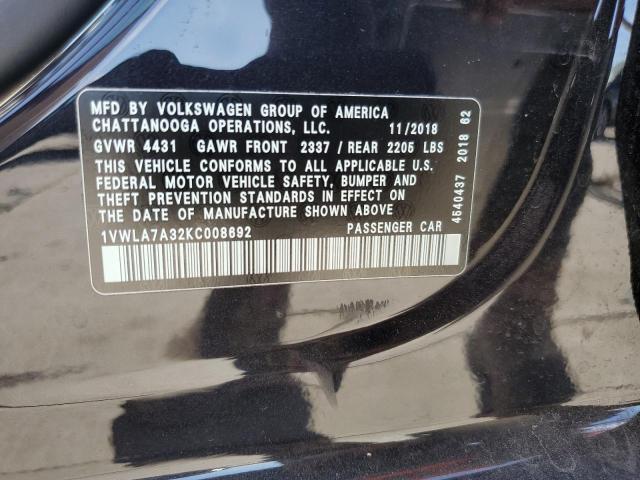 MFD BY VOLKSWAGEN GROUP OF AMERICA
CHATTANOOGA OPERATIONS, LLC. 11/2018
GVWR 4431 GAWR FRONT 2337/REAR 2205 LBS
THIS VEHICLE CONFORMS TO ALL APPLICABLE U.S.
FEDERAL MOTOR VEHICLE SAFETY, BUMPER AND
THEFT PREVENTION STANDARDS IN EFFECT ON
THE DATE OF MANUFACTURE SHOWN ABOVE
1VWLA7A32KC008692 PASSENGER CAR
4540437 2018 62